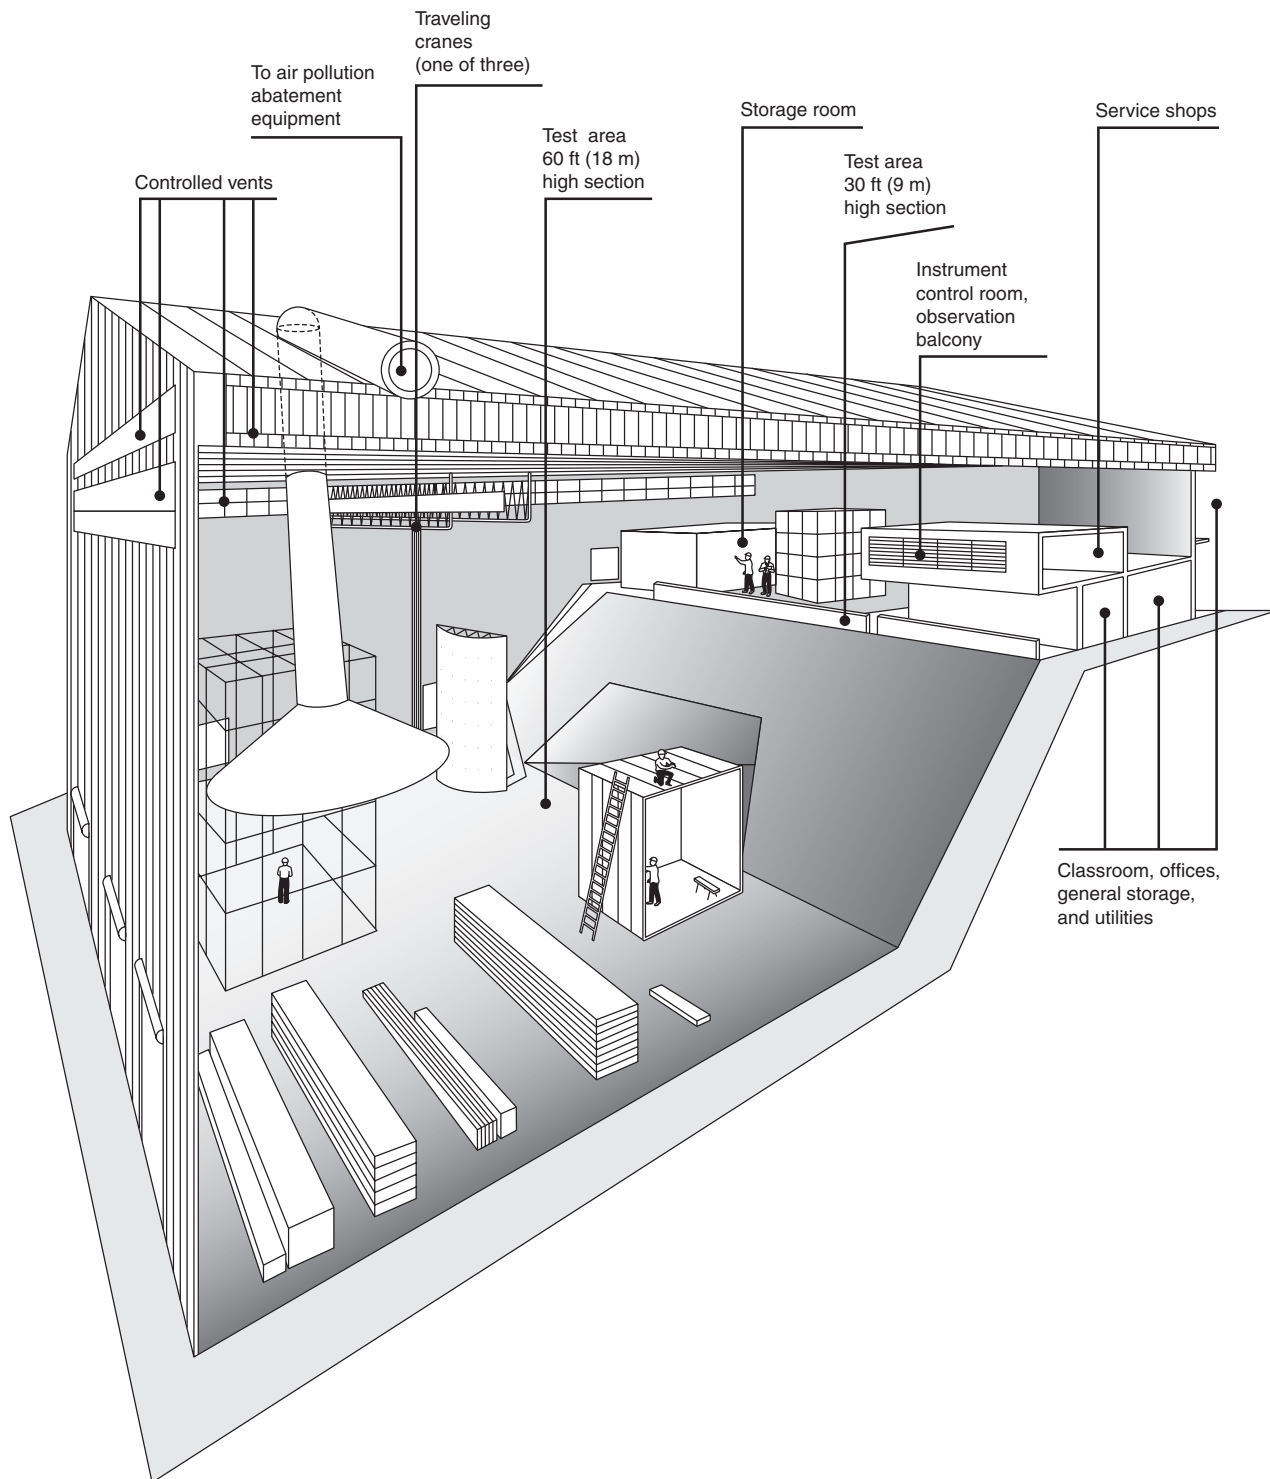 Traveling
cranes
(one of three)
To air pollution
abatement
equipment
Storage room
Service shops
Test area
60 ft (18 m)
high section
Test area
30 ft (9 m)
high section
Controlled vents
Instrument
control room,
observation
balcony
Classroom, offices,
general storage,
and utilities